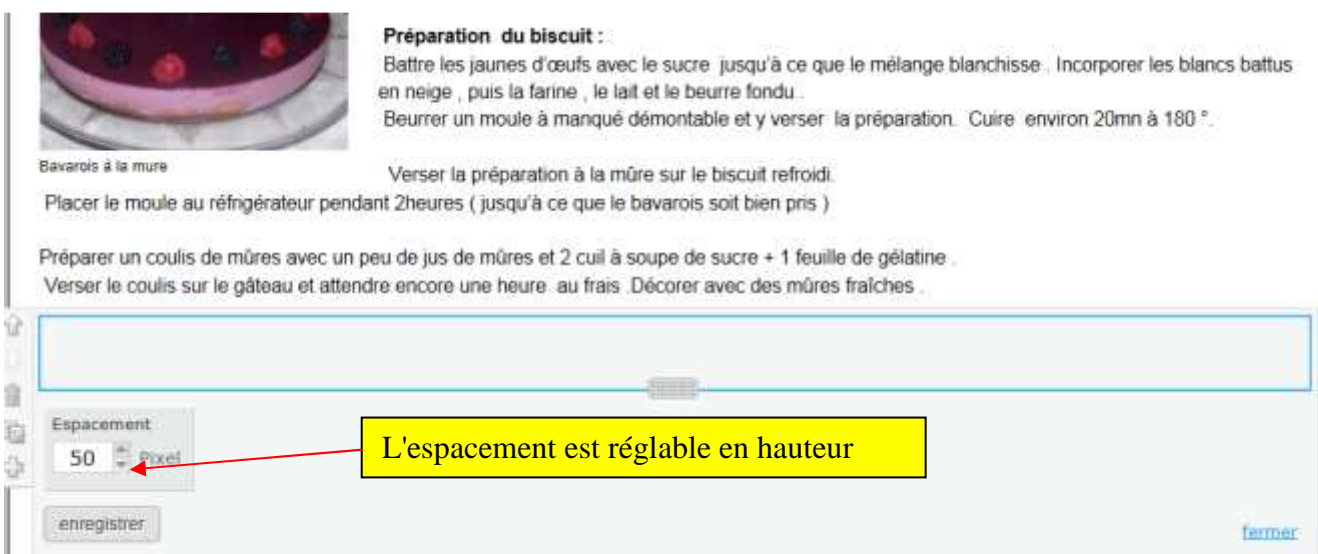 Préparation du biscuit :
Battre les jaunes d'œufs avec le sucre jusqu'à ce que le mélange blanchisse . Incorporer les blancs battus
en neige , puis la farine , le lait et le beurre fondu .
Beurrer un moule à manqué démontable et y verser la préparation. Cuire environ 20mn à 180 °.
Bavarois à la mure
Verser la préparation à la mûre sur le biscuit refroidi.
Placer le moule au réfrigérateur pendant 2heures ( jusqu'à ce que le bavarois soit bien pris )
Préparer un coulis de mûres avec un peu de jus de mûres et 2 cuil à soupe de sucre + 1 feuille de gélatine .
Verser le coulis sur le gâteau et attendre encore une heure au frais .Décorer avec des mûres fraîches .
Espacement
50 Pixel
L'espacement est réglable en hauteur
enregistrer
fermer